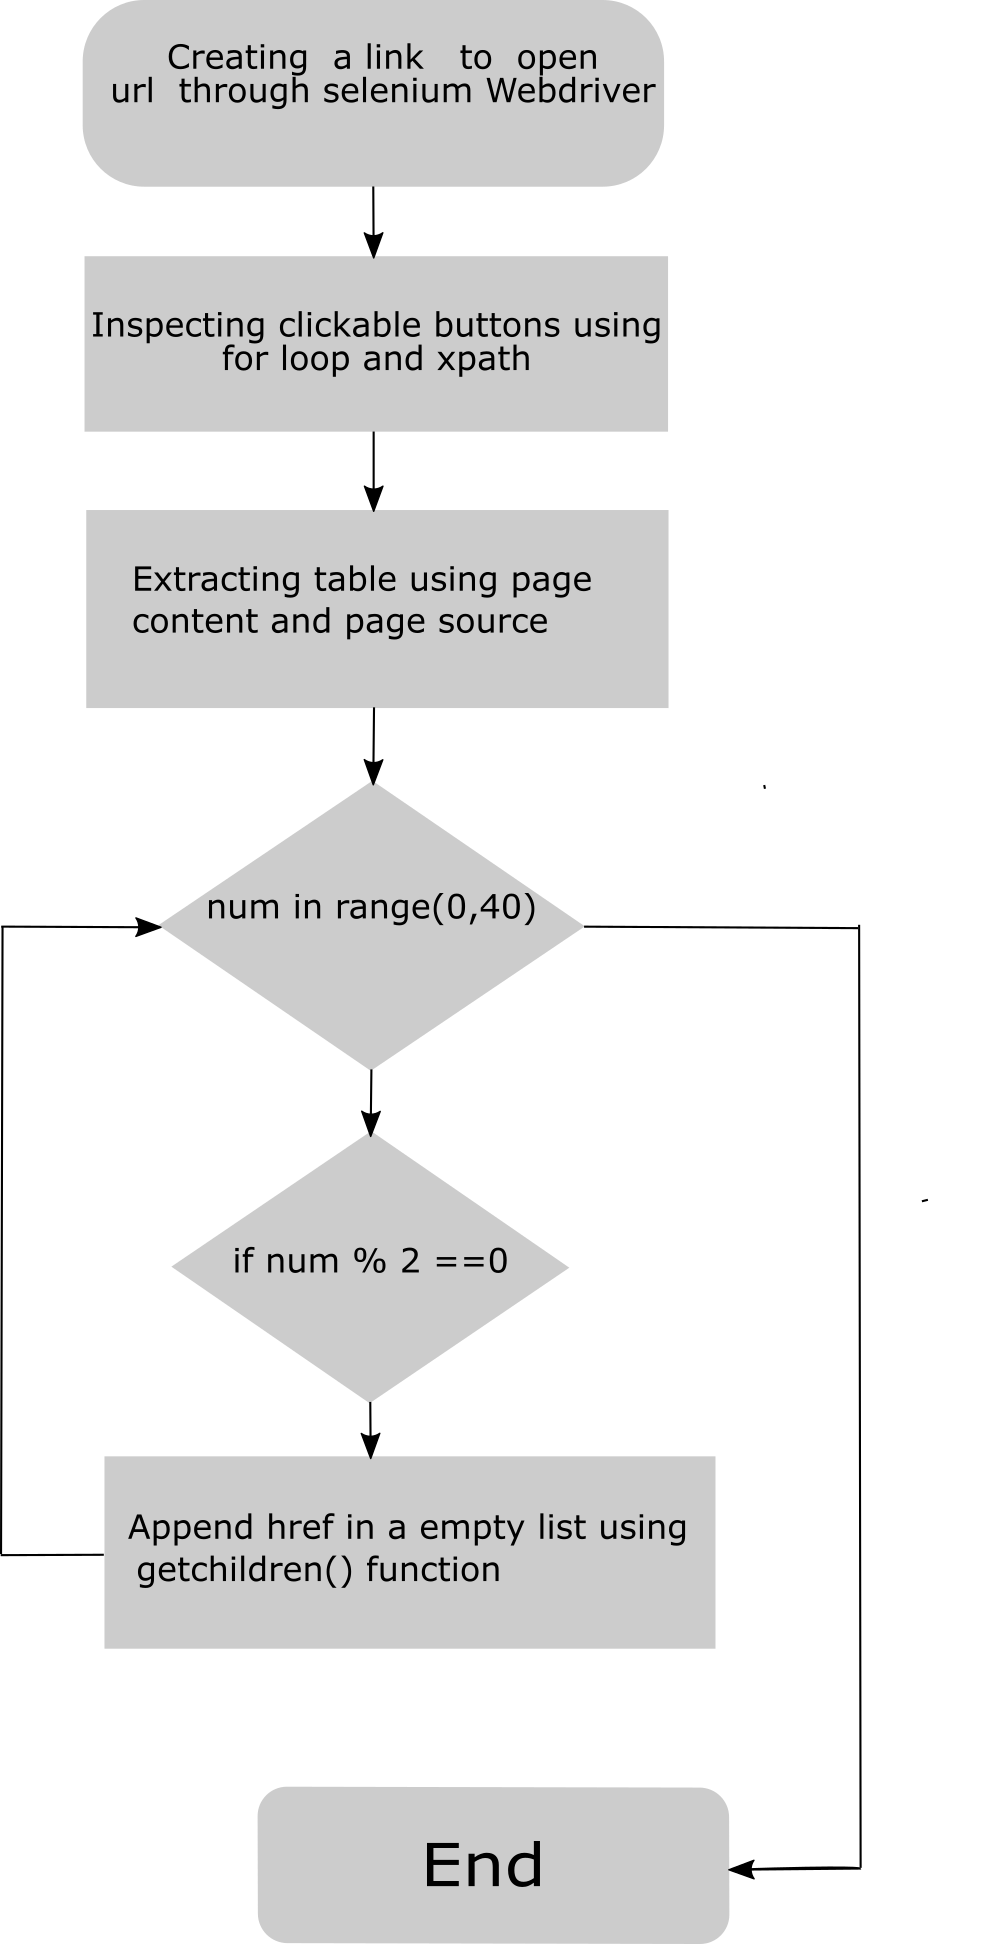 Creating a link to open
url through selenium Webdriver
Inspecting clickable buttons using
for loop and xpath
Extracting table using page
content and page source
num in range(0,40)
if num % 2 ==0
Append href in a empty list using
getchildren() function
End